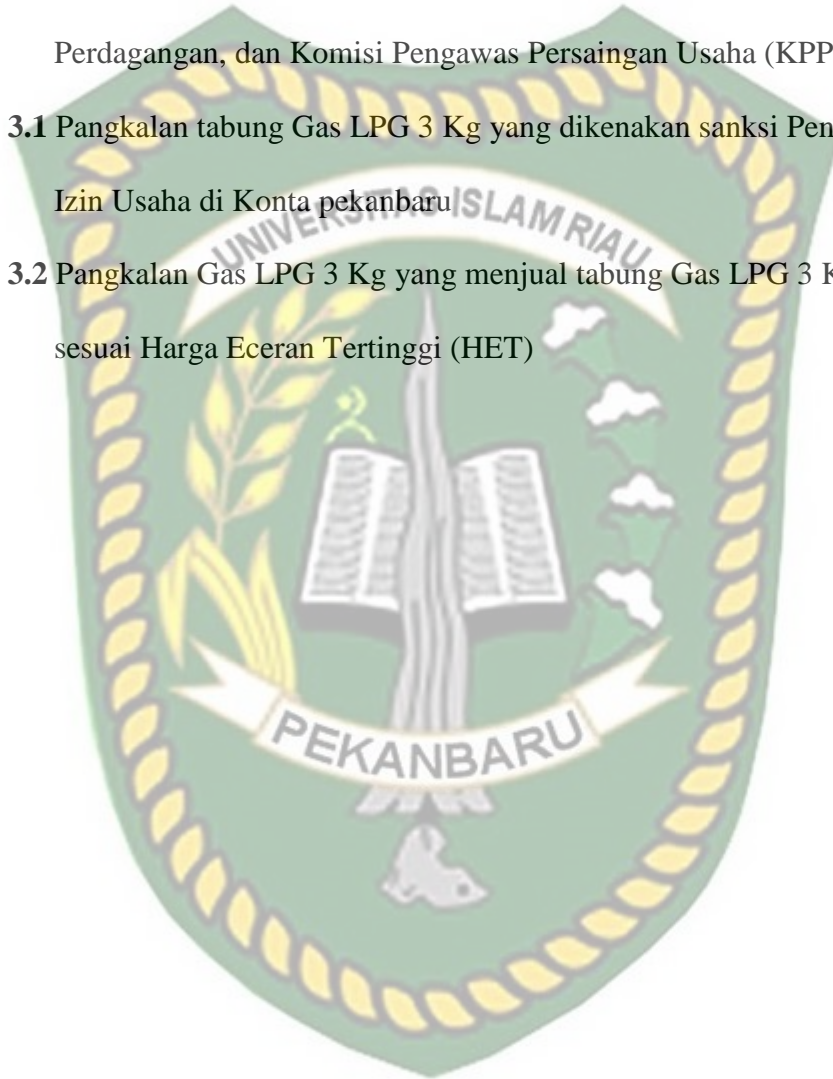 Perdagangan, dan Komisi Pengawas Persaingan Usaha (KPP
3.1 Pangkalan tabung Gas LPG 3 Kg yang dikenakan sanksi Pen
Izin Usaha di Konta pekanbaru
UNIVERSITAS ISLAM RIAU
3.2 Pangkalan Gas LPG 3 Kg yang menjual tabung Gas LPG 3 K
sesuai Harga Eceran Tertinggi (HET)
PEKANBARU